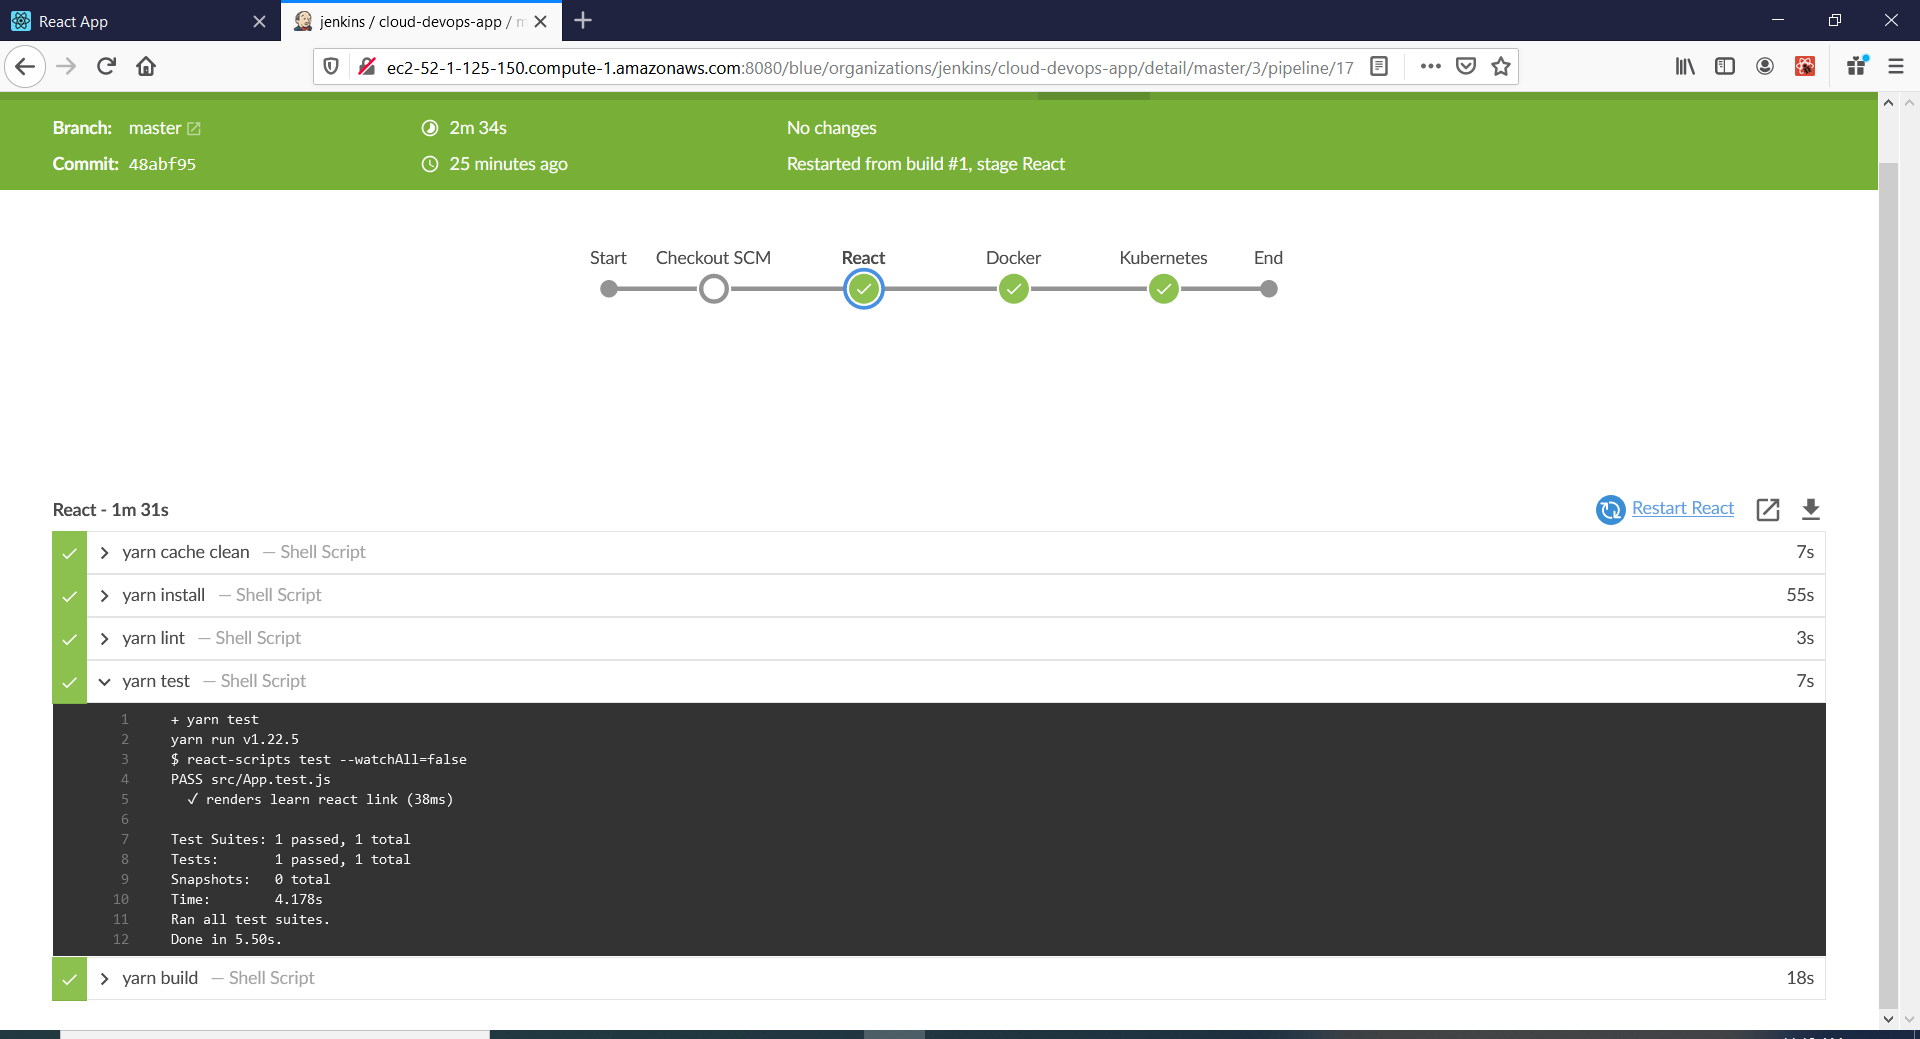 React App
jenkins / cloud-devops-app / m
ec2-52-1-125-150.compute-1.amazonaws.com:8080/blue/organizations/jenkins/cloud-devops-app/detail/master/3/pipeline/17
Branch: master 2m 34s No changes
Commit: 48abf95 25 minutes ago Restarted from build #1, stage React
Start Checkout SCM React Docker Kubernetes End
React - 1m 31s Restart React
yarn cache clean — Shell Script 7s
yarn install — Shell Script 55s
yarn lint — Shell Script 3s
yarn test — Shell Script 7s
1 + yarn test
2 yarn run v1.22.5
3 $ react-scripts test --watchAll=false
4 PASS src/App.test.js
5 ✓ renders learn react link (38ms)
6
7 Test Suites: 1 passed, 1 total
8 Tests: 1 passed, 1 total
9 Snapshots: 0 total
10 Time: 4.178s
11 Ran all test suites.
12 Done in 5.50s.
yarn build — Shell Script 18s